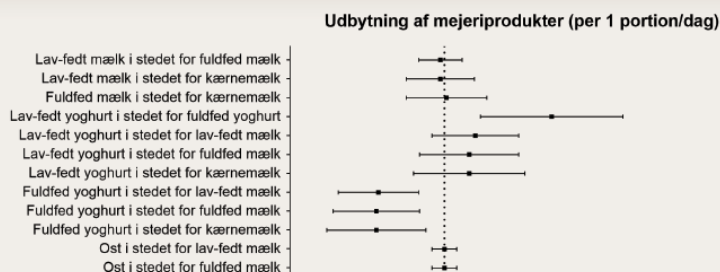 Udbytning af mejeriprodukter (per 1 portion/dag)
Lav-fedt mælk i stedet for fuldfed mælk
Lav-fedt mælk i stedet for kærnemælk
Fuldfed mælk i stedet for kærnemælk
Lav-fedt yoghurt i stedet for fuldfed yoghurt
Lav-fedt yoghurt i stedet for lav-fedt mælk
Lav-fedt yoghurt i stedet for fuldfed mælk
Lav-fedt yoghurt i stedet for kærnemælk
Fuldfed yoghurt i stedet for lav-fedt mælk
Fuldfed yoghurt i stedet for fuldfed mælk
Fuldfed yoghurt i stedet for kærnemælk
Ost i stedet for lav-fedt mælk
Ost i stedet for fuldfed mælk